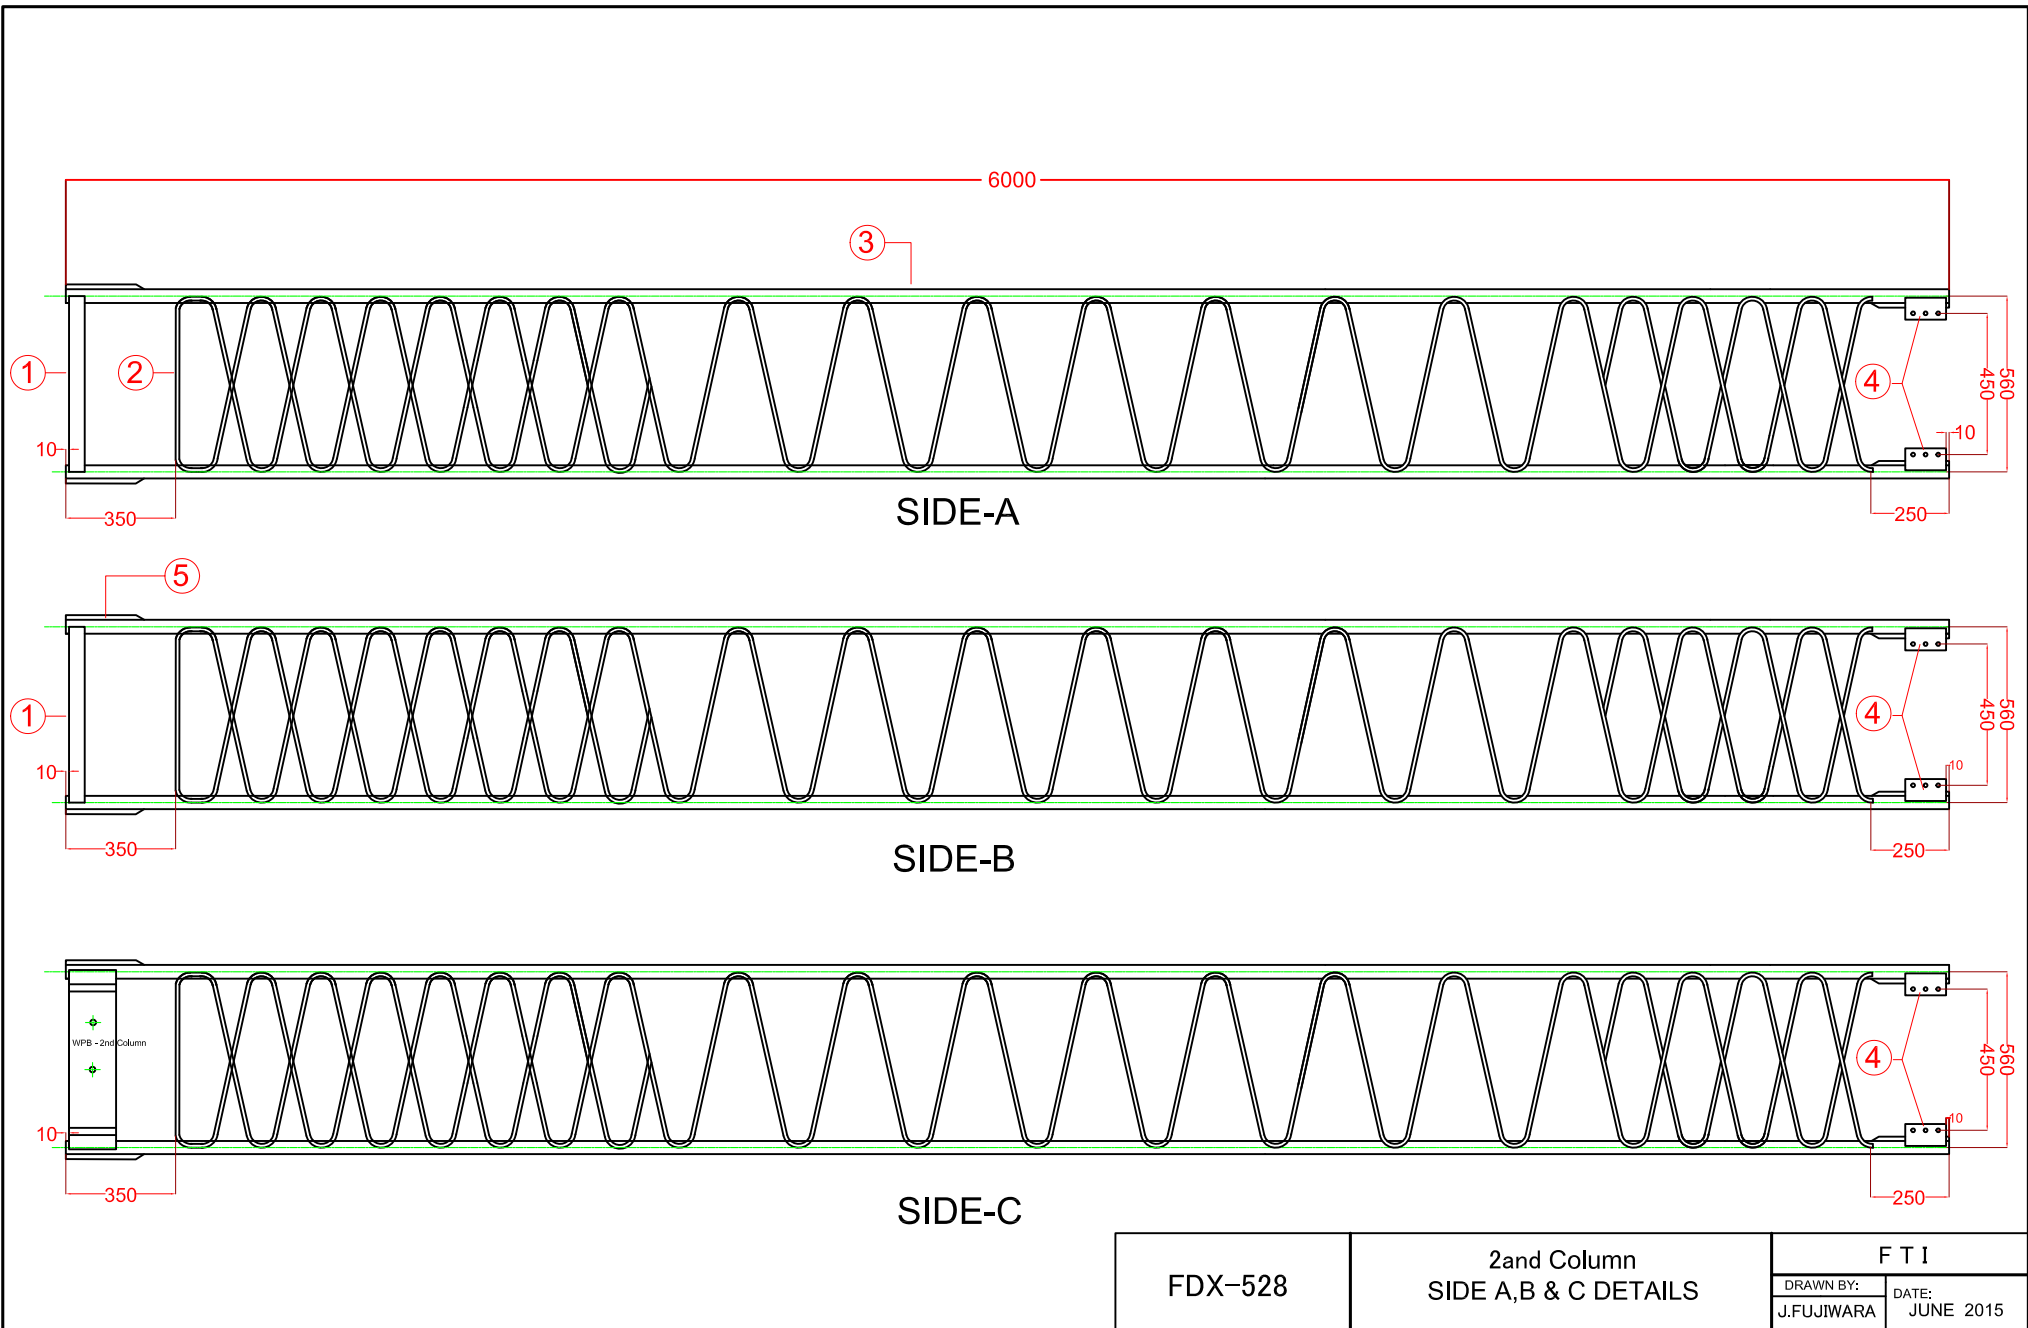 6000
3
1
2
4
560
450
10
10
350
250
SIDE-A
5
1
4
560
450
10
10
350
250
SIDE-B
WPB - 2nd Column
4
560
450
10
10
350
250
SIDE-C
FDX-528
2and Column
SIDE A,B & C DETAILS
F T I
DRAWN BY:
J.FUJIWARA
DATE:
JUNE 2015